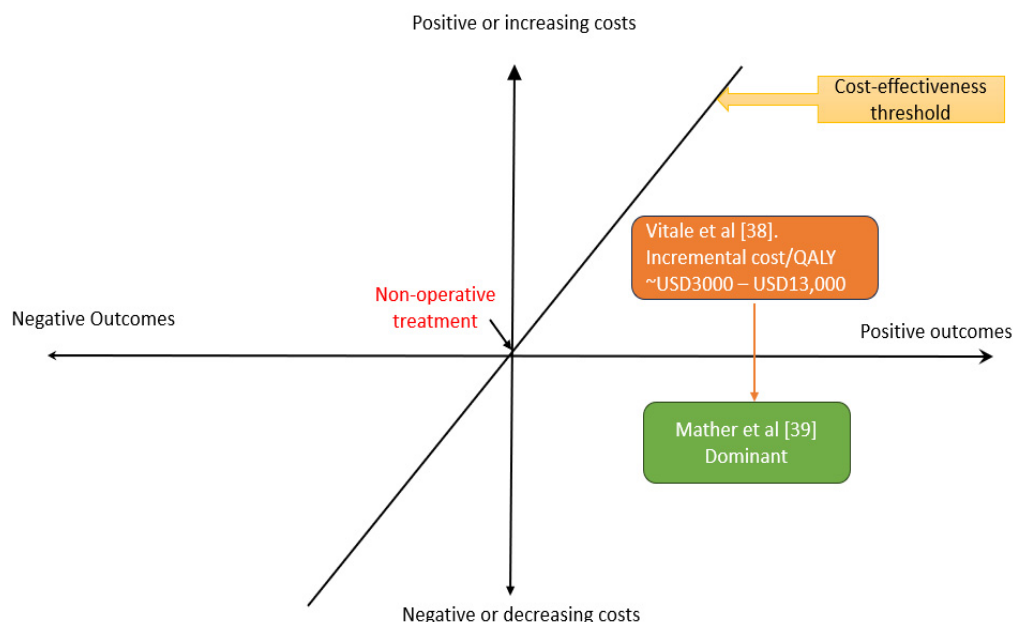 Positive or increasing costs
Cost-effectiveness
threshold
Vitale et al [38].
Incremental cost/QALY
~USD3000 – USD13,000
Non-operative
treatment
Negative Outcomes
Positive outcomes
Mather et al [39]
Dominant
Negative or decreasing costs